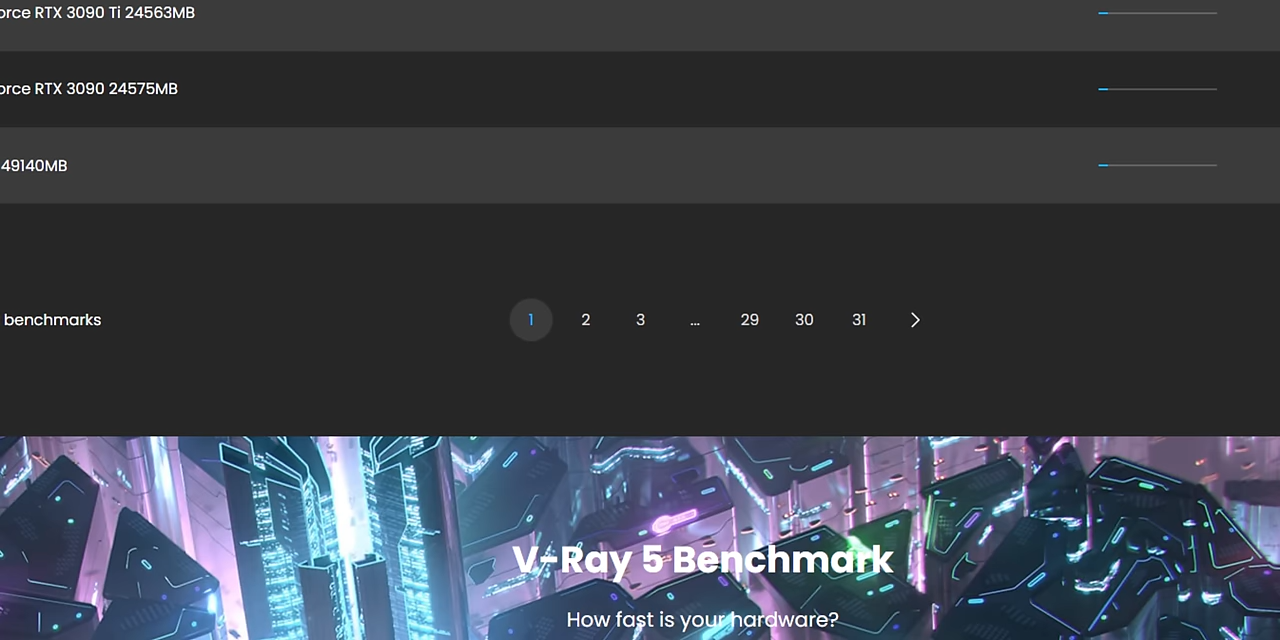 orce RTX 3090 Ti 24563MB
orce RTX 3090 24575MB
49140MB
benchmarks
1 2 3 ... 29 30 31
V-Ray 5 Benchmark
How fast is your hardware?